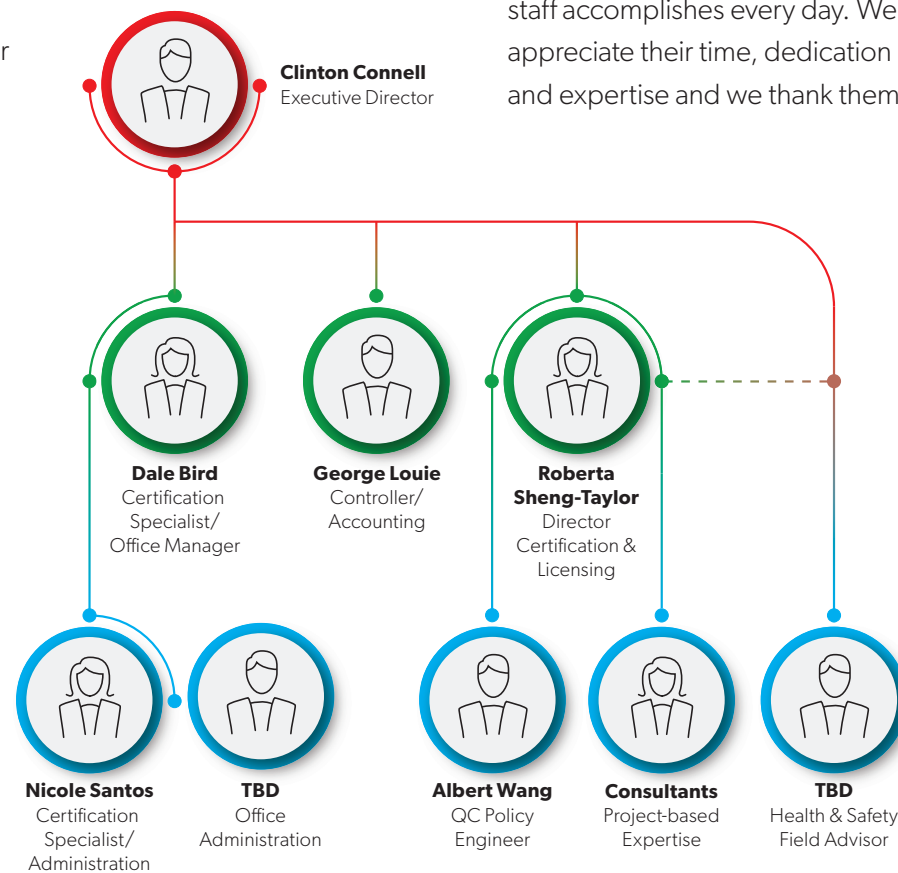 r
staff accomplishes every day. We
appreciate their time, dedication
and expertise and we thank them
Clinton Connell
Executive Director
Dale Bird
Certification
Specialist/
Office Manager
George Louie
Controller/
Accounting
Roberta
Sheng-Taylor
Director
Certification &
Licensing
Nicole Santos
Certification
Specialist/
Administration
TBD
Office
Administration
Albert Wang
QC Policy
Engineer
Consultants
Project-based
Expertise
TBD
Health & Safety
Field Advisor